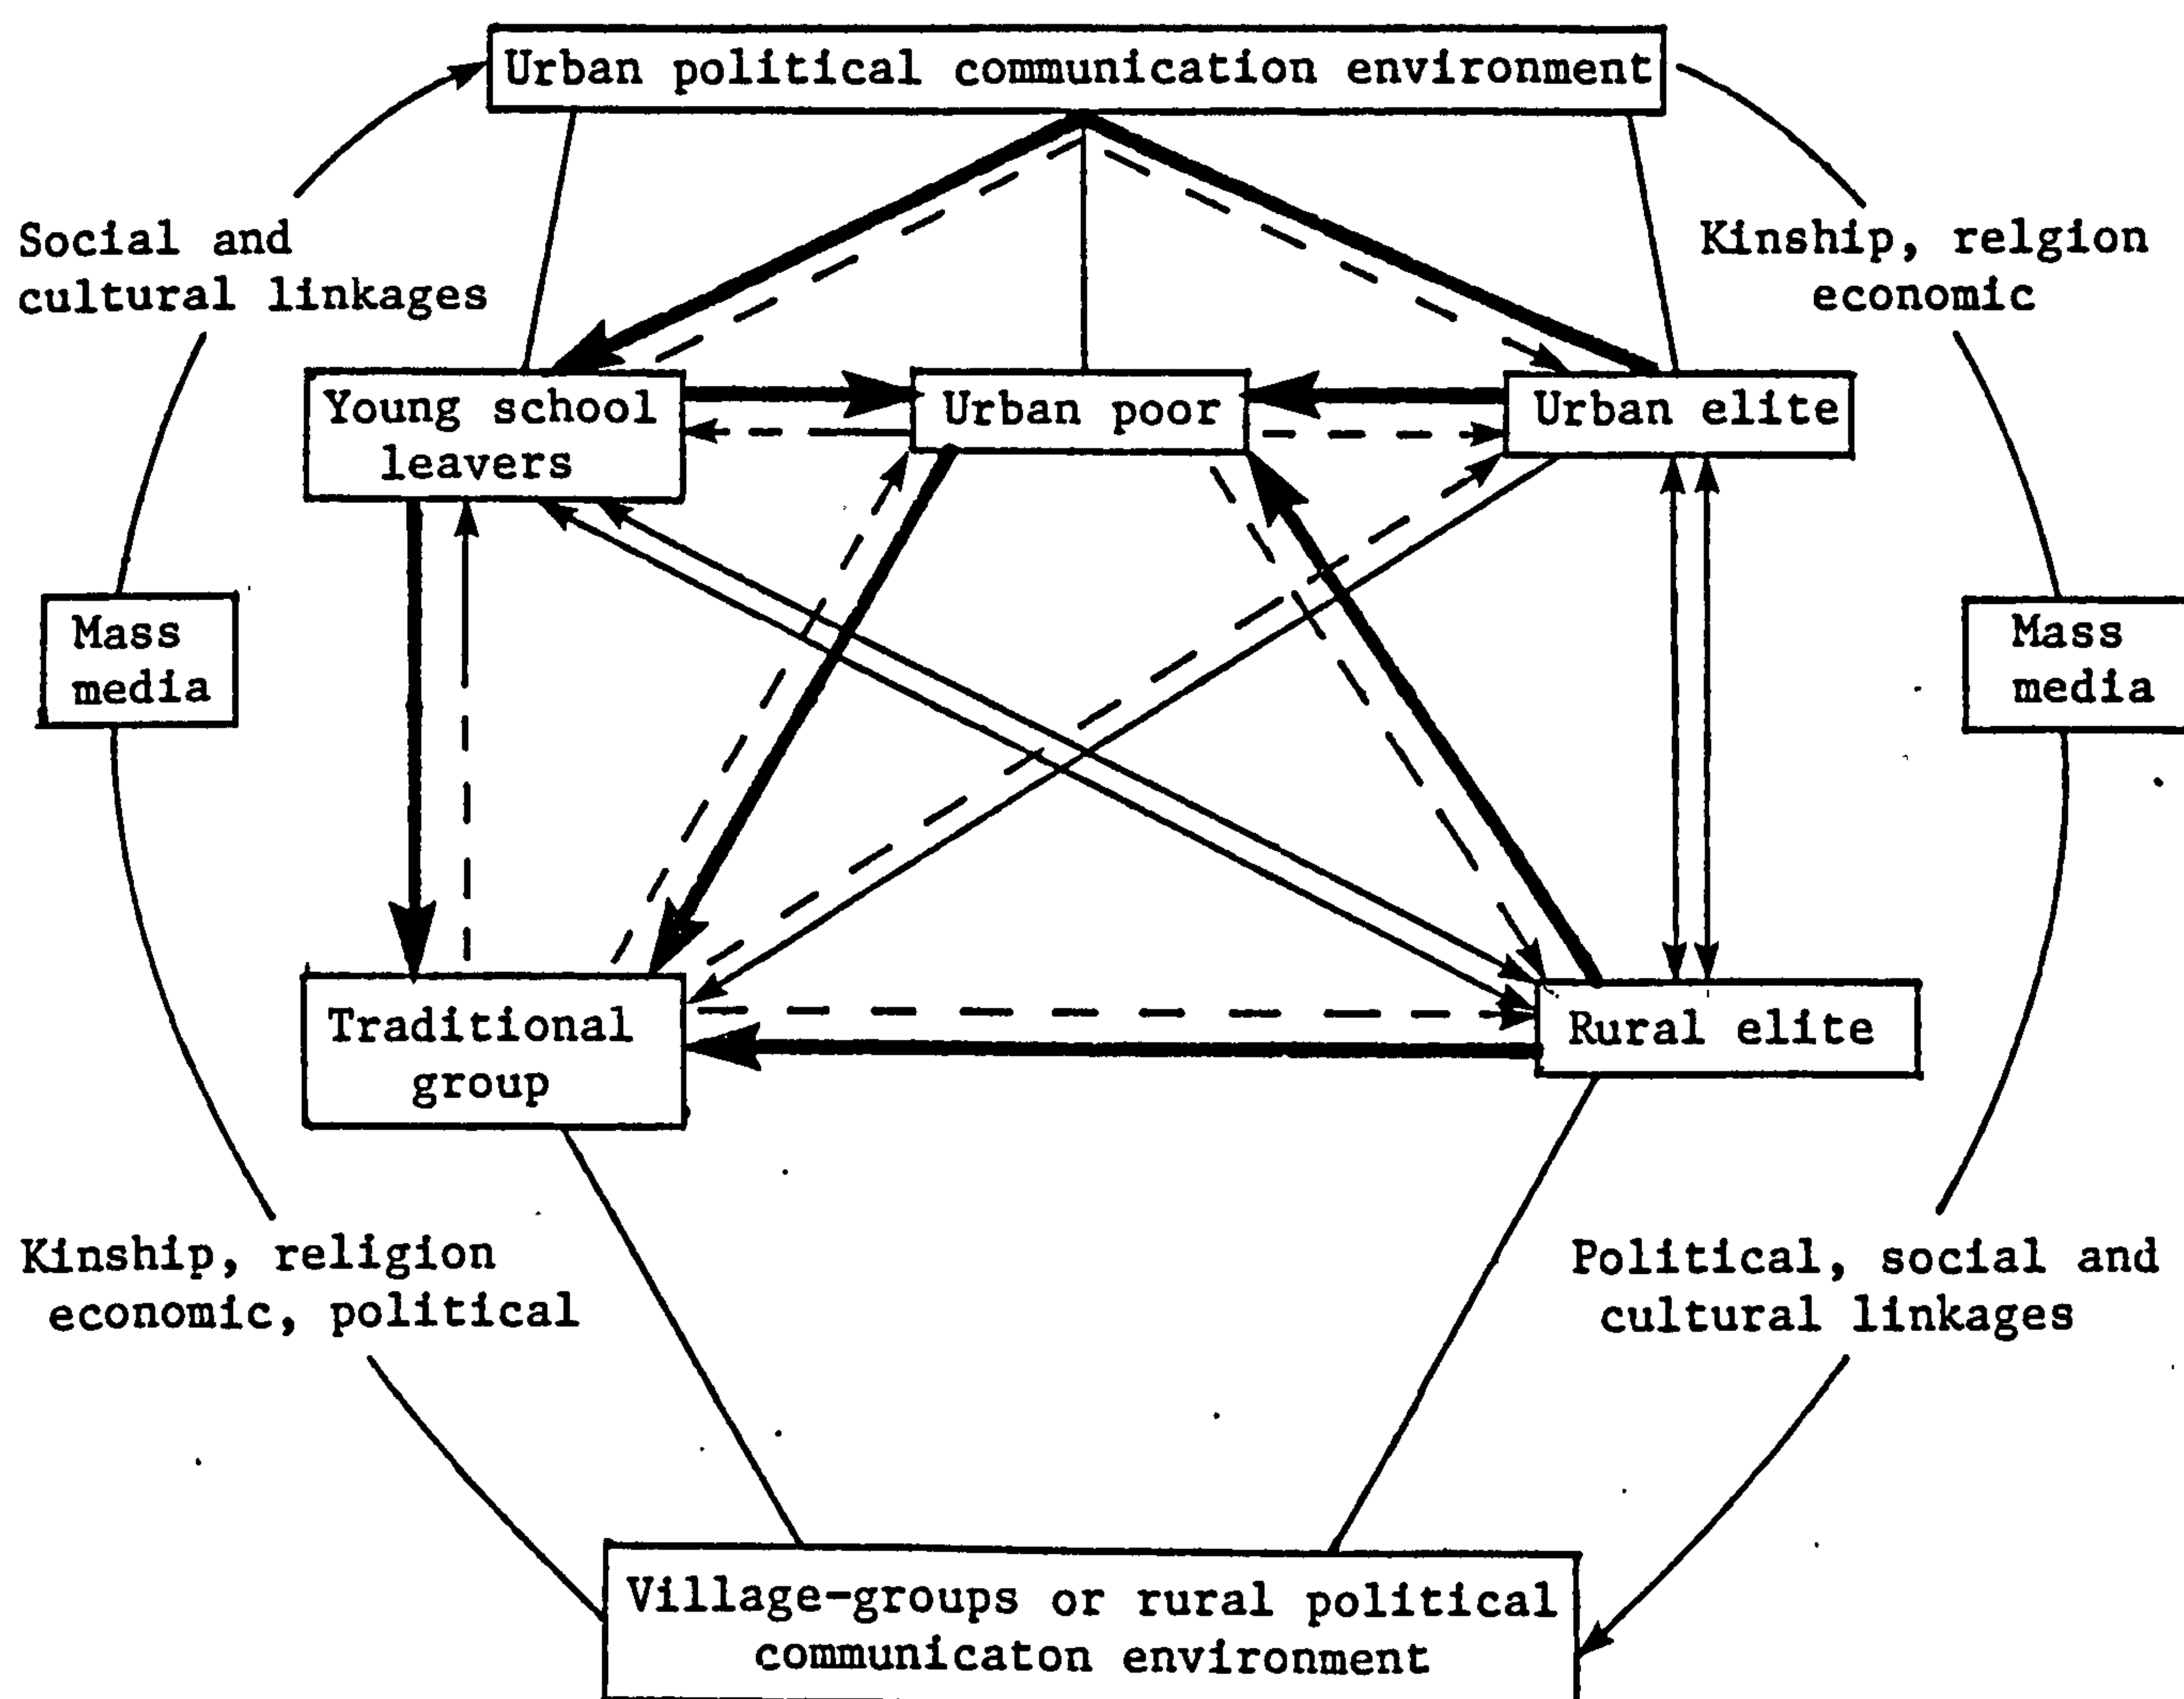 Urban political communication environment
Social and
cultural linkages
Kinship, relgion
economic
Young school
leavers
Urban poor
Urban elite
Mass
media
Mass
media
Traditional
group
Rural elite
Kinship, religion
economic, political
Political, social and
cultural linkages
Village-groups or rural political
communicaton environment